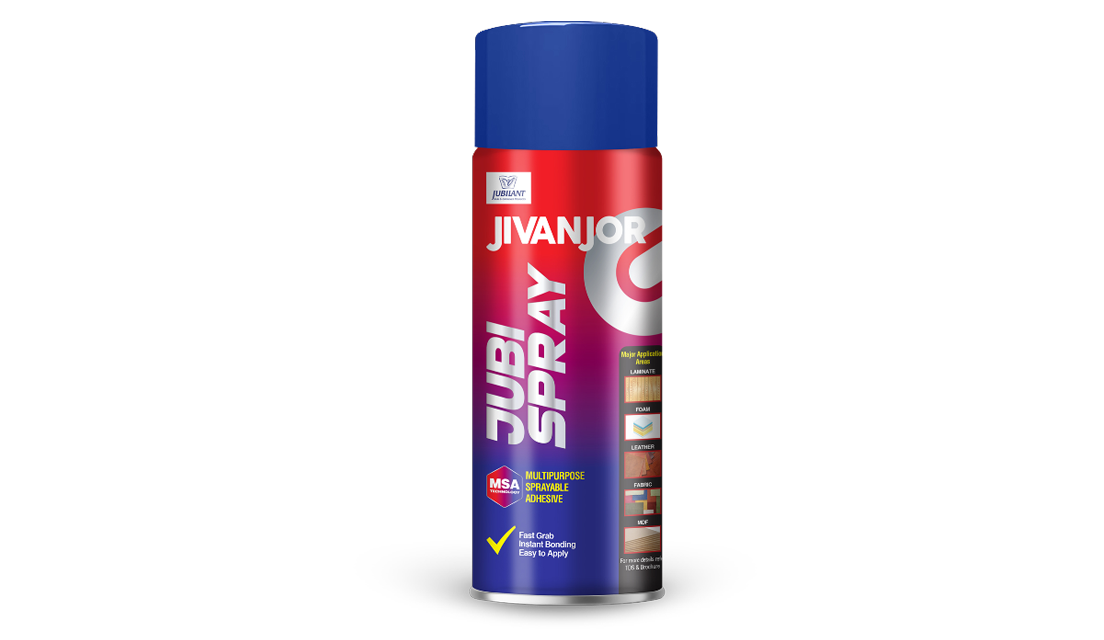 JUBILANT
JIVANJOR
JUBI
SPRAY
Major Application
Areas
LAMINATE
FOAM
LEATHER
FABRIC
MDF
MSA
TECHNOLOGY
MULTIPURPOSE
SPRAYABLE
ADHESIVE
Fast Grab
Instant Bonding
Easy to Apply
For more details
TDS & Brochure